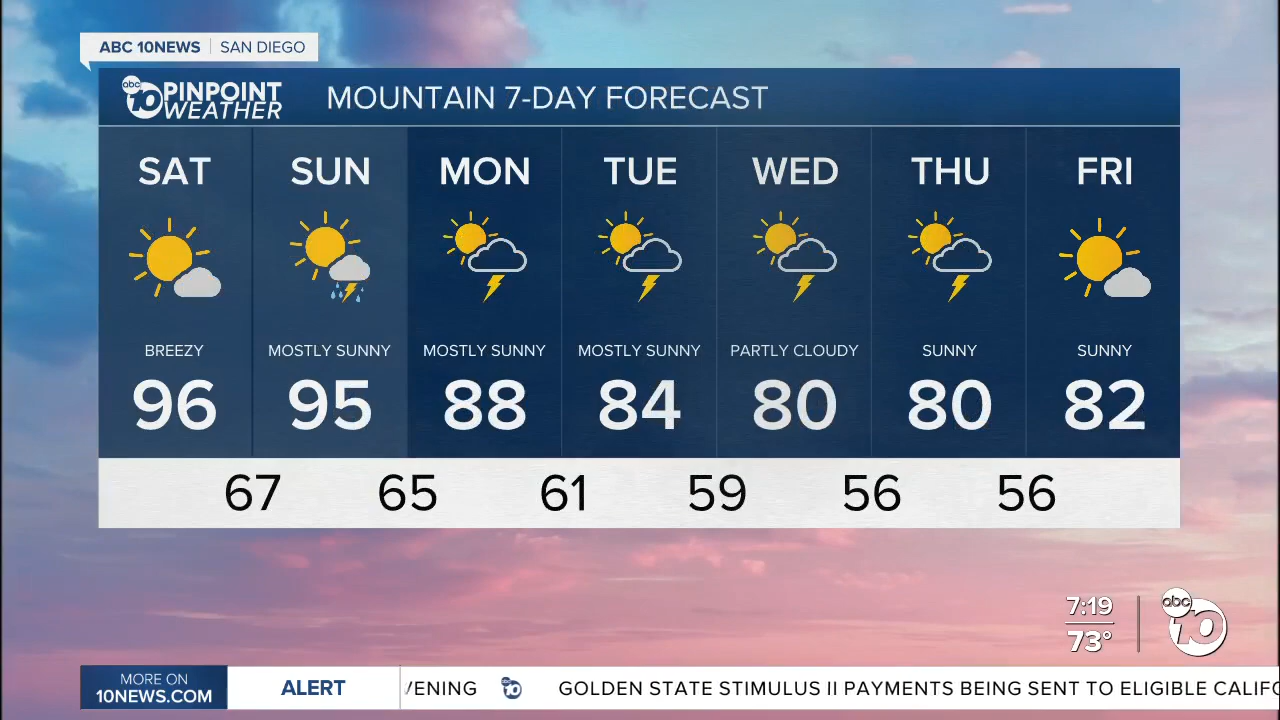 ABC 10NEWS | SAN DIEGO
abc 10 PINPOINT WEATHER
MOUNTAIN 7-DAY FORECAST
SAT SUN MON TUE WED THU FRI
BREEZY MOSTLY SUNNY MOSTLY SUNNY MOSTLY SUNNY PARTLY CLOUDY SUNNY SUNNY
96 95 88 84 80 80 82
67 65 61 59 56 56
7:19
73°
abc 10
MORE ON
10NEWS.COM
ALERT
VENING abc 10 GOLDEN STATE STIMULUS II PAYMENTS BEING SENT TO ELIGIBLE CALIF